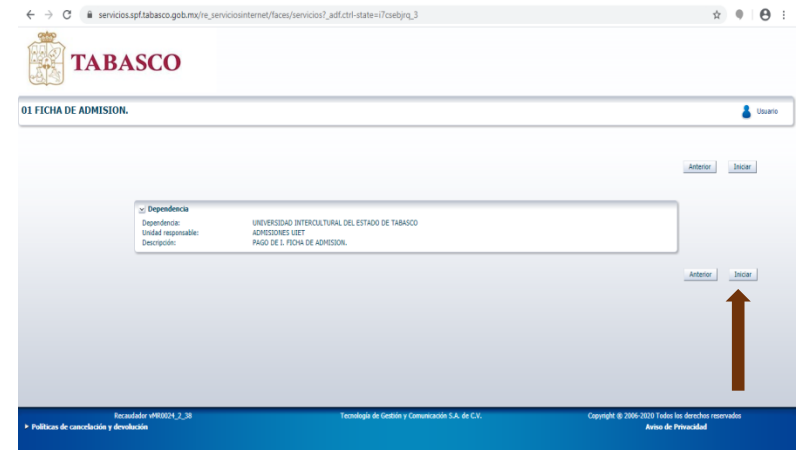 servicios.spf.tabasco.gob.mx/re_serviciosinternet/faces/servicios?_adf.ctrl-state=i7csebjrq_3
TABASCO
01 FICHA DE ADMISION.
Usuario
Anterior Iniciar
Dependencia
Dependencia: UNIVERSIDAD INTERCULTURAL DEL ESTADO DE TABASCO
Unidad responsable: ADMISIONES UIET
Descripción: PAGO DE I. FICHA DE ADMISION.
Anterior Iniciar
Recaudador vMR0024_2_38 Tecnología de Gestión y Comunicación S.A. de C.V. Copyright © 2006-2020 Todos los derechos reservados
Políticas de cancelación y devolución Aviso de Privacidad